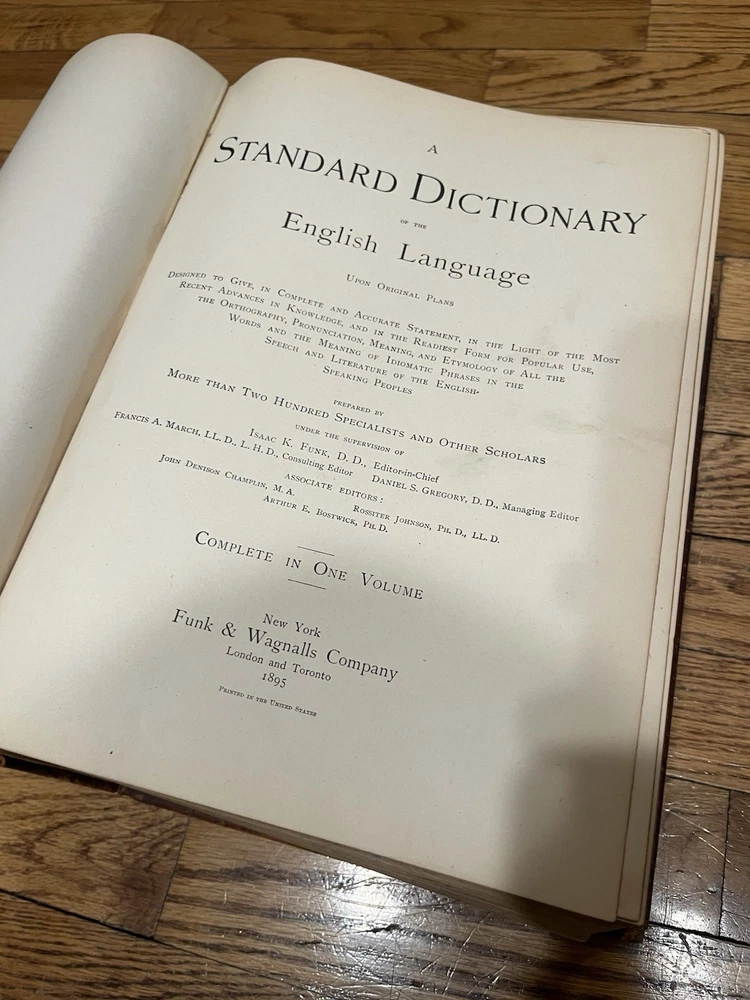 A
STANDARD DICTIONARY
OF THE
English Language
UPON ORIGINAL PLANS
DESIGNED TO GIVE, IN COMPLETE AND ACCURATE STATEMENT, IN THE LIGHT OF THE MOST
RECENT ADVANCES IN KNOWLEDGE, AND IN THE READIEST FORM FOR POPULAR USE,
THE ORTHOGRAPHY, PRONUNCIATION, MEANING, AND ETYMOLOGY OF ALL THE
WORDS AND THE MEANING OF IDIOMATIC PHRASES IN THE
SPEECH AND LITERATURE OF THE ENGLISH-
SPEAKING PEOPLES
PREPARED BY
MORE THAN TWO HUNDRED SPECIALISTS AND OTHER SCHOLARS
UNDER THE SUPERVISION OF
ISAAC K. FUNK, D. D., Editor-in-Chief
FRANCIS A. MARCH, LL. D., L. H. D., Consulting Editor DANIEL S. GREGORY, D. D., Managing Editor
ASSOCIATE EDITORS:
JOHN DENISON CHAMPLIN, M. A. ROSSITER JOHNSON, PH. D., LL. D.
ARTHUR E. BOSTWICK, PH. D.
COMPLETE IN ONE VOLUME
New York
Funk & Wagnalls Company
London and Toronto
1895
PRINTED IN THE UNITED STATES